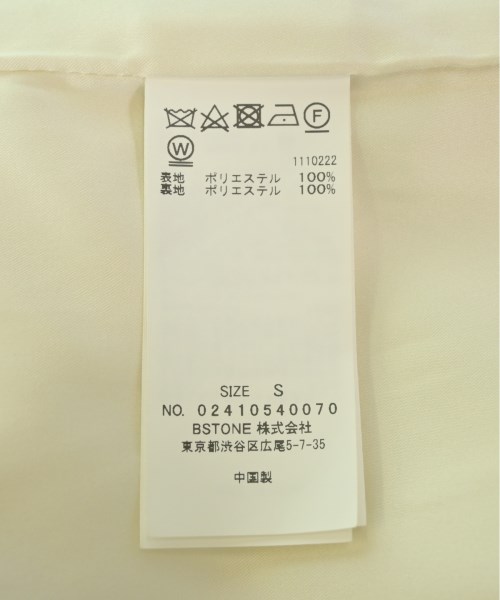 F
W
1110222
表地 ポリエステル 100%
裏地 ポリエステル 100%
SIZE S
NO. 02410540070
BSTONE 株式会社
東京都渋谷区広尾5-7-35
中国製